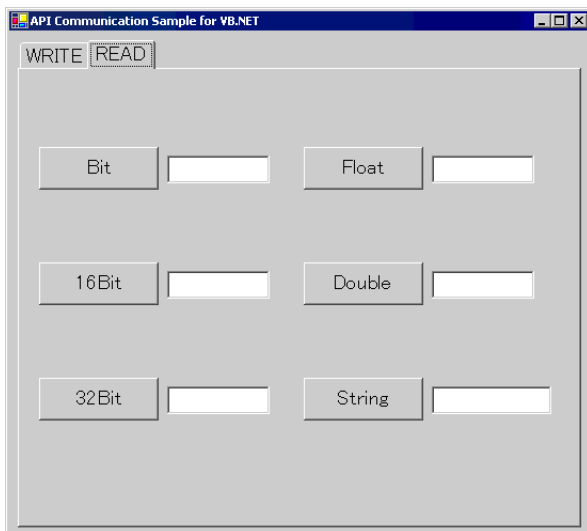 API Communication Sample for VB.NET
WRITE READ
Bit Float
16Bit Double
32Bit String